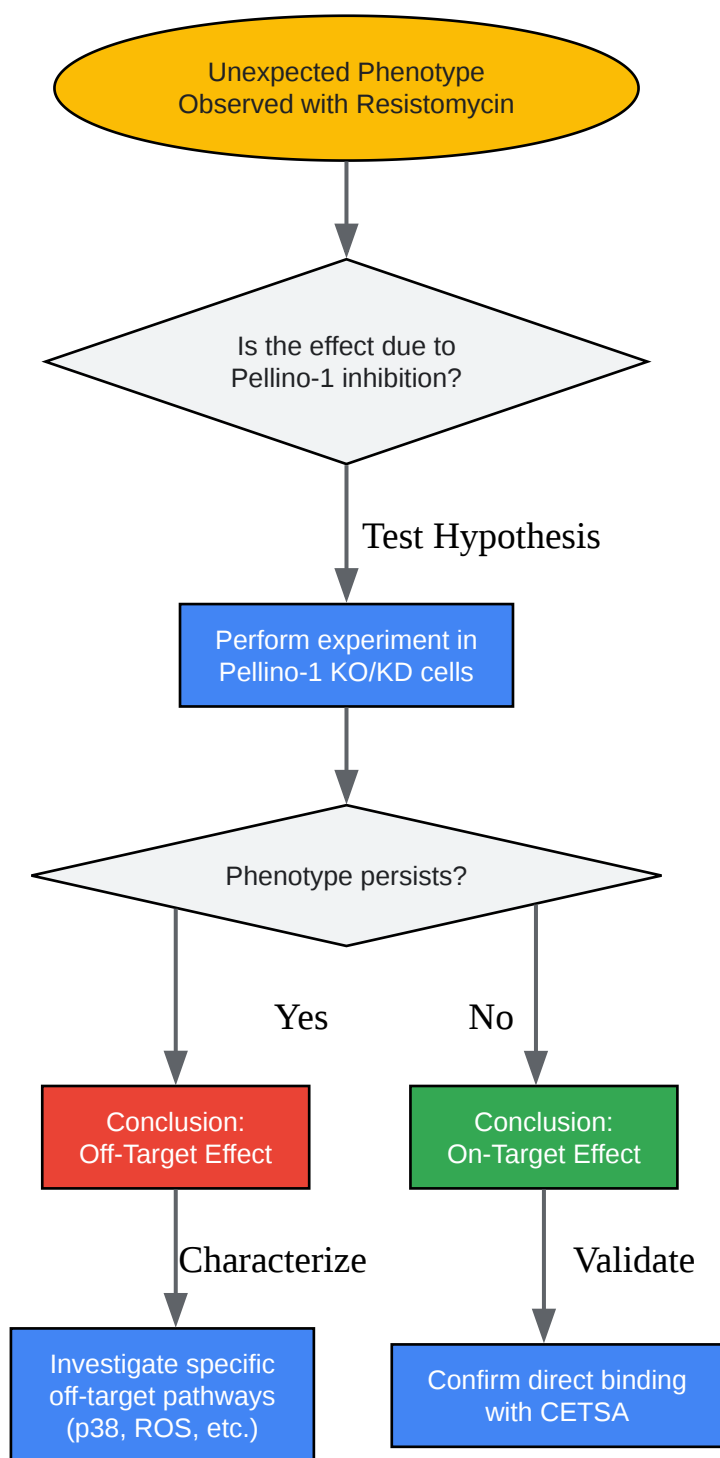 Unexpected Phenotype
Observed with Resistomycin
Is the effect due to
Pellino-1 inhibition?
Test Hypothesis
Perform experiment in
Pellino-1 KO/KD cells
Phenotype persists?
Yes
No
Conclusion:
Off-Target Effect
Conclusion:
On-Target Effect
Characterize
Validate
Investigate specific
off-target pathways
(p38, ROS, etc.)
Confirm direct binding
with CETSA